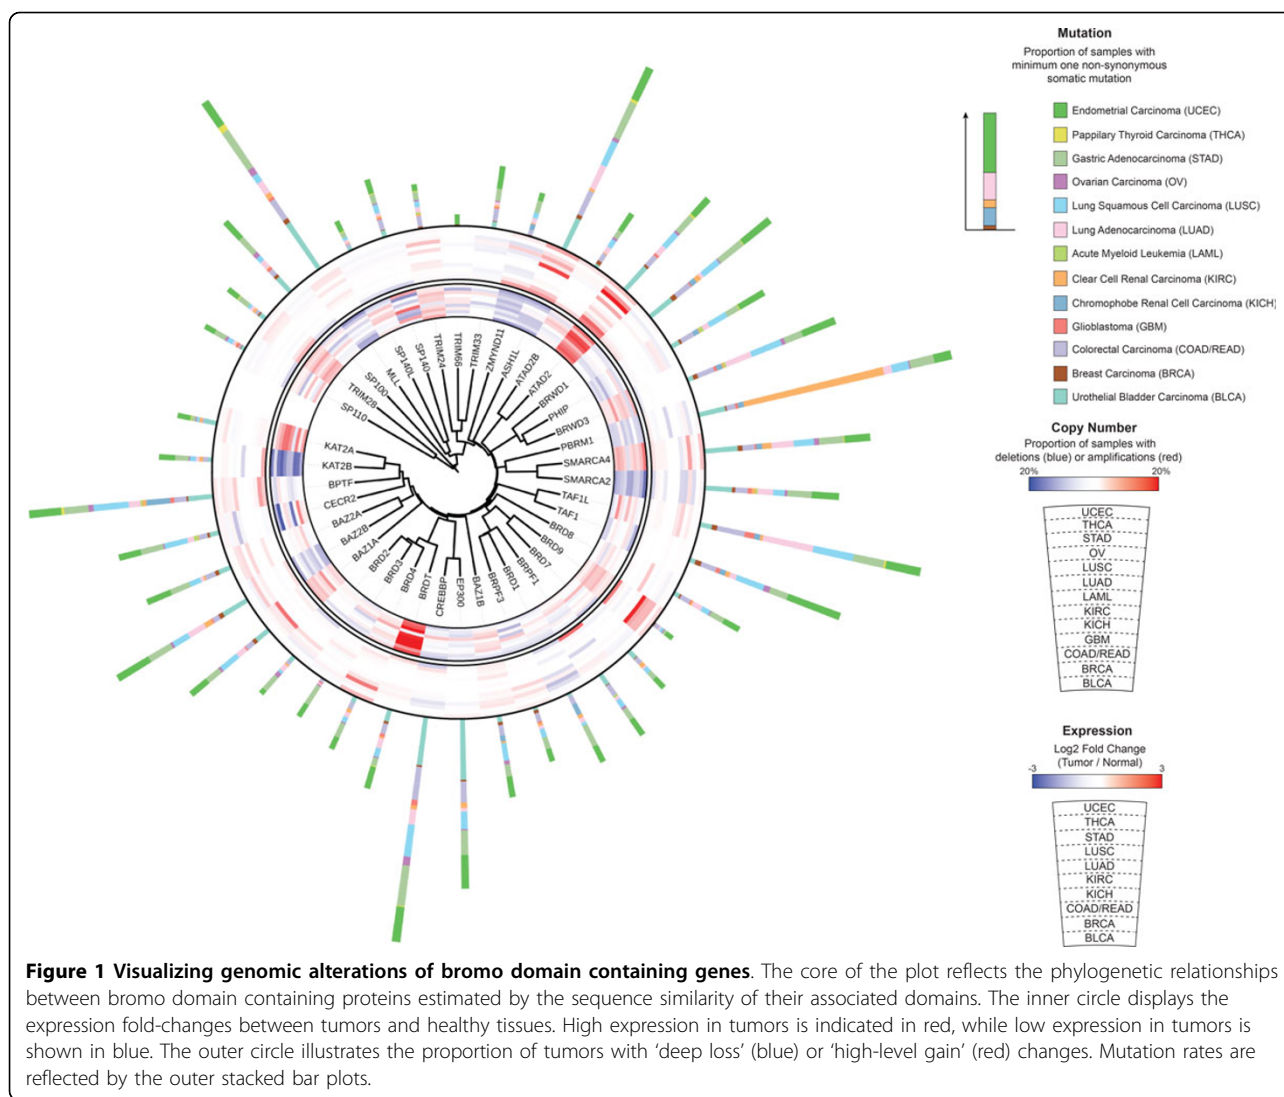 Mutation
Proportion of samples with
minimum one non-synonymous
somatic mutation
Endometrial Carcinoma (UCEC)
Pappilary Thyroid Carcinoma (THCA)
Gastric Adenocarcinoma (STAD)
Ovarian Carcinoma (OV)
Lung Squamous Cell Carcinoma (LUSC)
Lung Adenocarcinoma (LUAD)
Acute Myeloid Leukemia (LAML)
Clear Cell Renal Carcinoma (KIRC)
Chromophobe Renal Cell Carcinoma (KICH)
Glioblastoma (GBM)
Colorectal Carcinoma (COAD/READ)
Breast Carcinoma (BRCA)
Urothelial Bladder Carcinoma (BLCA)
Copy Number
Proportion of samples with
deletions (blue) or amplifications (red)
20% 20%
UCEC
THCA
STAD
OV
LUSC
LUAD
LAML
KIRC
KICH
GBM
COAD/READ
BRCA
BLCA
Expression
Log2 Fold Change
(Tumor / Normal)
-3 3
UCEC
THCA
STAD
LUSC
LUAD
KIRC
KICH
COAD/READ
BRCA
BLCA
TRIM66
TRIM33
ZMYND11
ASH1L
ATAD2B
ATAD2
BRWD1
PHIP
BRWD3
PBRM1
SMARCA4
SMARCA2
TAF1L
TAF1
BRD8
BRD9
BRD7
BRPF1
BRD1
BRPF3
BAZ1B
EP300
CREBBP
BRDT
BRD4
BRD3
BRD2
BAZ1A
BAZ2B
BAZ2A
CECR2
BPTF
KAT2B
KAT2A
SP110
TRIM28
SP100
MLL
SP140L
SP140
TRIM24
Figure 1 Visualizing genomic alterations of bromo domain containing genes. The core of the plot reflects the phylogenetic relationships
between bromo domain containing proteins estimated by the sequence similarity of their associated domains. The inner circle displays the
expression fold-changes between tumors and healthy tissues. High expression in tumors is indicated in red, while low expression in tumors is
shown in blue. The outer circle illustrates the proportion of tumors with ‘deep loss’ (blue) or ‘high-level gain’ (red) changes. Mutation rates are
reflected by the outer stacked bar plots.